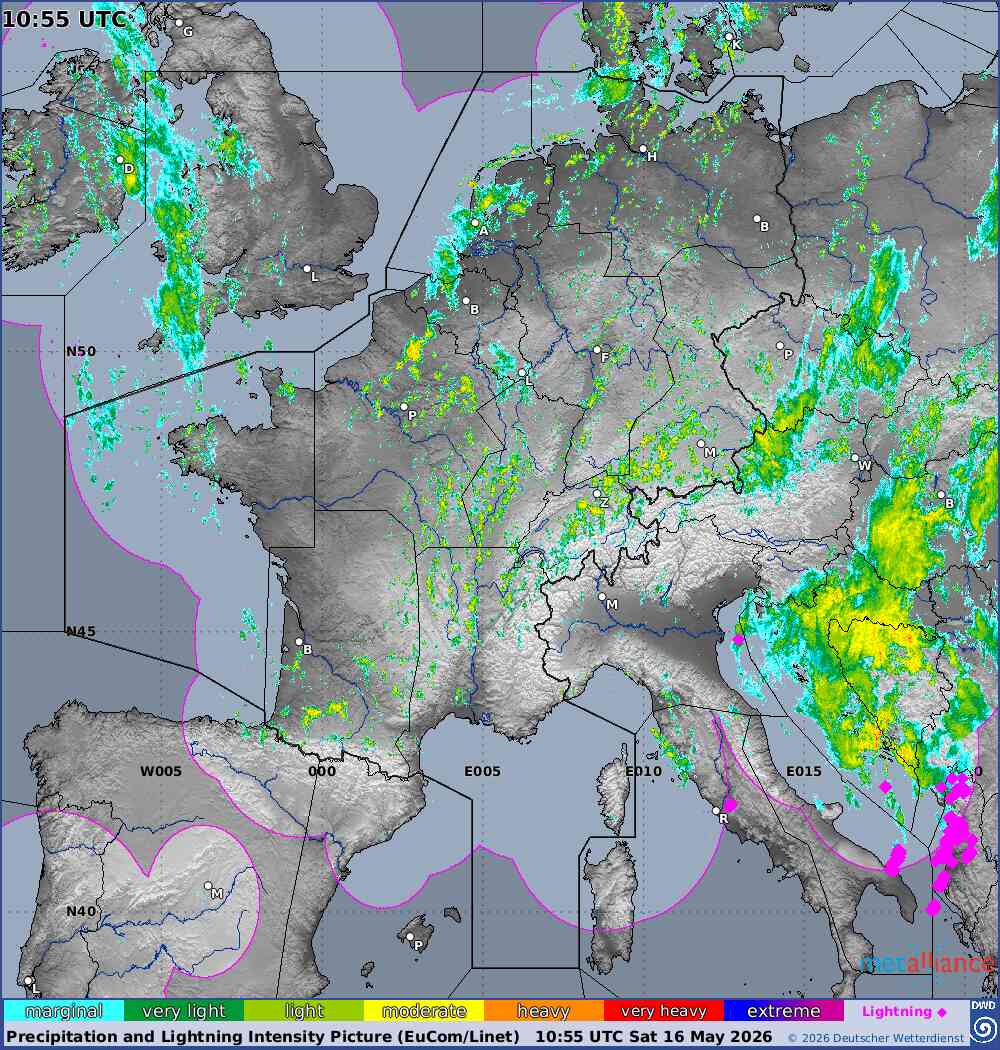 10:55 UTC
G
K
D
H
A
B
L
B
N50
F
P
L
P
M
W
Z
B
M
N45
B
W005
000
E005
E010
E015
0
R
M
N40
P
metalliance
L
marginal very light light moderate heavy very heavy extreme Lightning
DWD
Precipitation and Lightning Intensity Picture (EuCom/Linet) 10:55 UTC Sat 16 May 2026 © 2026 Deutscher Wetterdienst